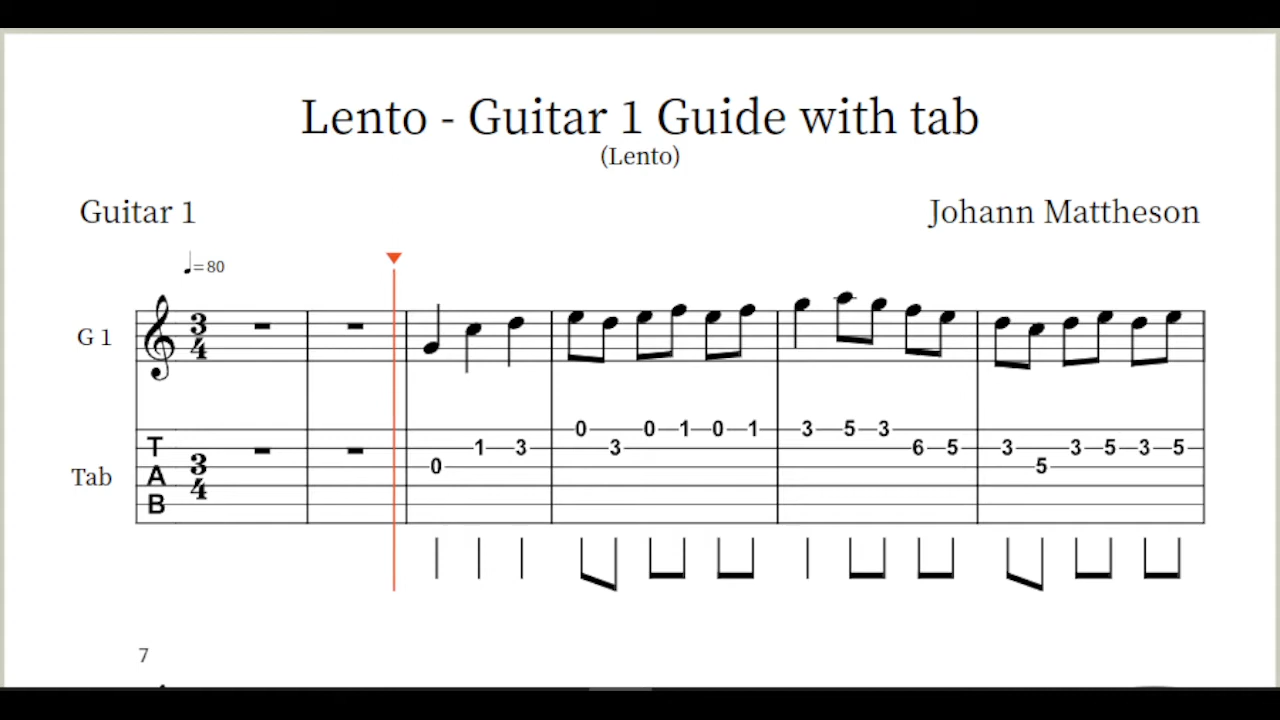 Lento - Guitar 1 Guide with tab
(Lento)
Guitar 1
Johann Mattheson
= 80
G 1
3
4
Tab
T
A
B
3
4
0 1 3 0 3 0 1 0 1 3 5 3 6 5 3 5 3 5 3 5
7